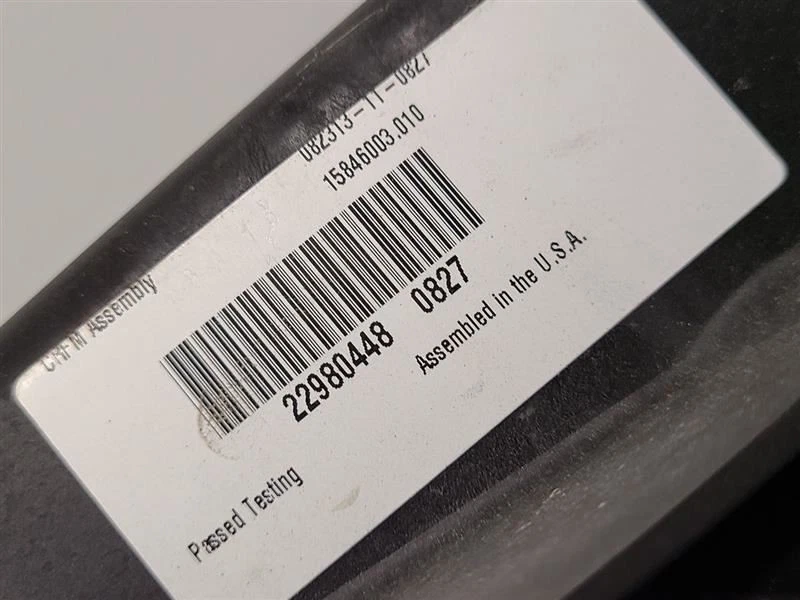 082313-11-0827
15846003.010
CRFM Assembly
22980448 0827
Assembled in the U.S.A.
Passed Testing